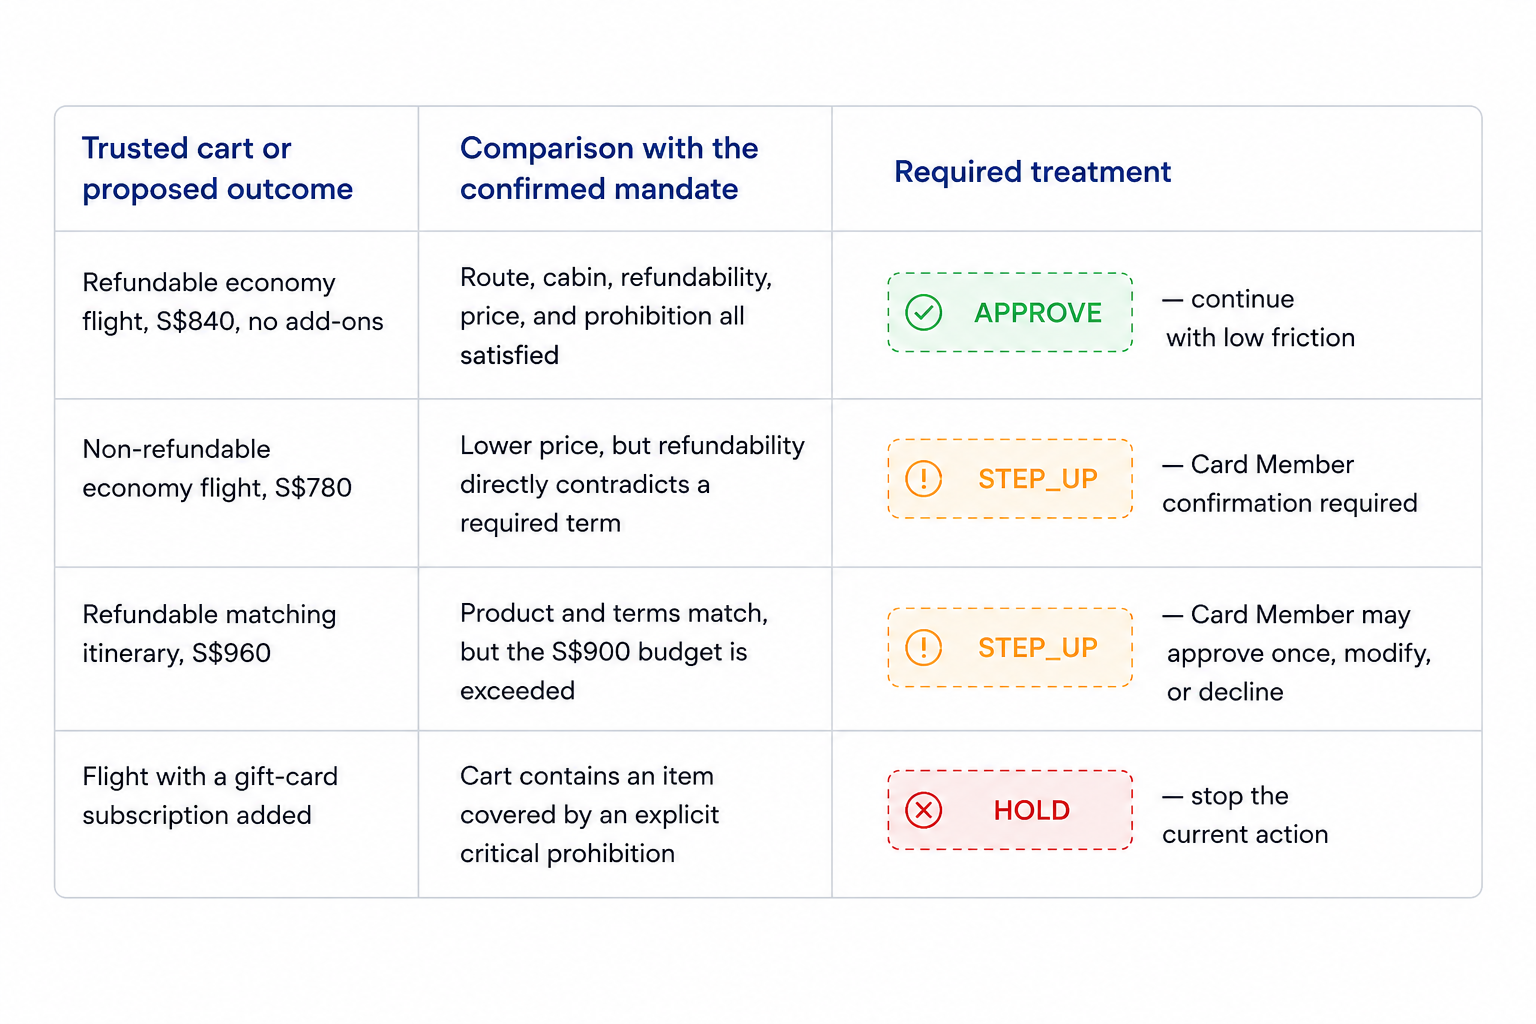 Trusted cart or
proposed outcome
Comparison with the
confirmed mandate
Required treatment
Refundable economy
flight, S$840, no add-ons
Route, cabin, refundability,
price, and prohibition all
satisfied
APPROVE
— continue
with low friction
Non-refundable
economy flight, S$780
Lower price, but refundability
directly contradicts a
required term
STEP_UP
— Card Member
confirmation required
Refundable matching
itinerary, S$960
Product and terms match,
but the S$900 budget is
exceeded
STEP_UP
— Card Member may
approve once, modify,
or decline
Flight with a gift-card
subscription added
Cart contains an item
covered by an explicit
critical prohibition
HOLD
— stop the
current action